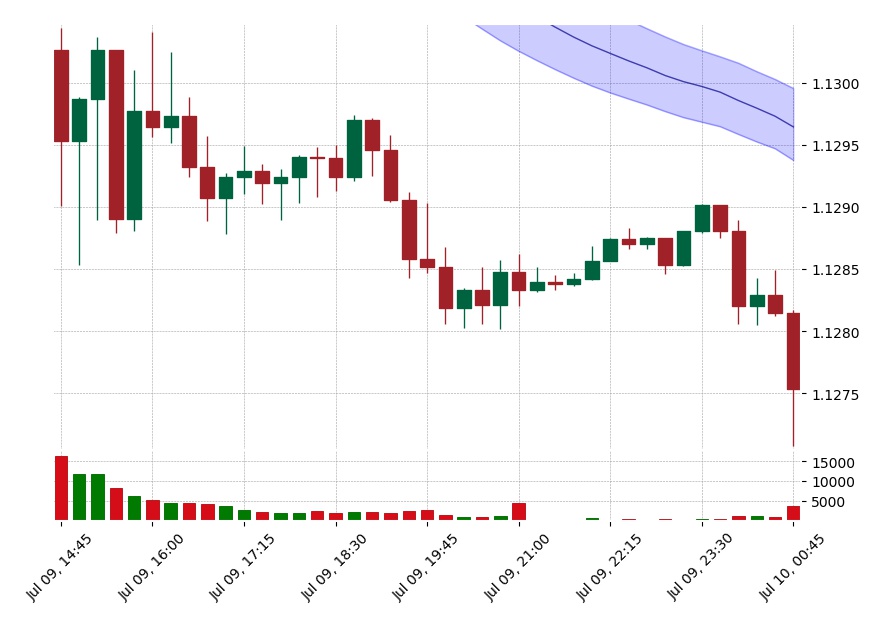 1.1300
1.1295
1.1290
1.1285
1.1280
1.1275
15000
10000
5000
Jul 09, 14:45
Jul 09, 16:00
Jul 09, 17:15
Jul 09, 18:30
Jul 09, 19:45
Jul 09, 21:00
Jul 09, 22:15
Jul 09, 23:30
Jul 10, 00:45